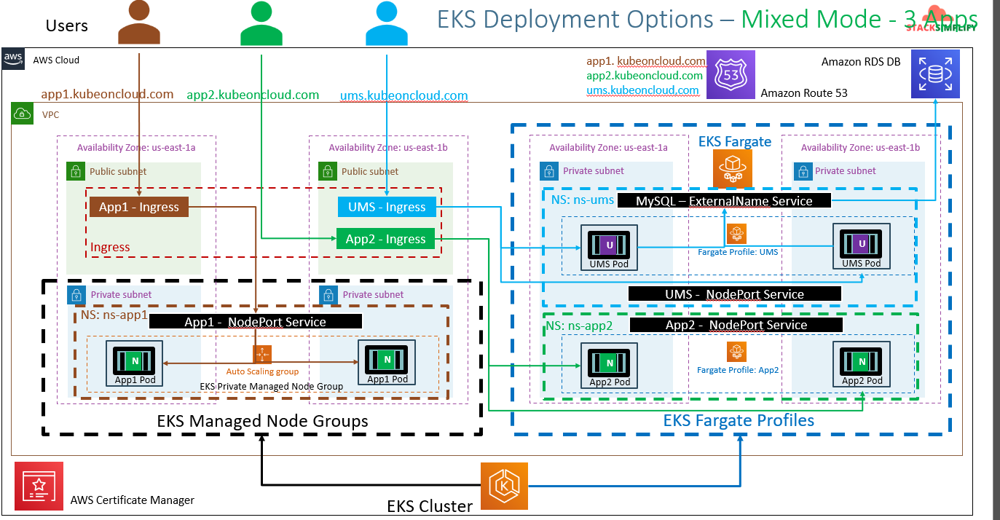 EKS Deployment Options – Mixed Mode - 3 Apps
STACKSIMPLIFY
Users
aws
AWS Cloud
app1. kubeoncloud.com
app2.kubeoncloud.com
ums.kubeoncloud.com
53
Amazon Route 53
Amazon RDS DB
app1.kubeoncloud.com
app2.kubeoncloud.com
ums.kubeoncloud.com
VPC
Availability Zone: us-east-1a
Availability Zone: us-east-1b
Public subnet
Public subnet
App1 - Ingress
UMS - Ingress
App2 - Ingress
Ingress
Private subnet
Private subnet
NS: ns-app1
App1 - NodePort Service
N
App1 Pod
N
App1 Pod
Auto Scaling group
EKS Private Managed Node Group
EKS Managed Node Groups
Availability Zone: us-east-1a
EKS Fargate
Availability Zone: us-east-1b
Private subnet
Private subnet
NS: ns-ums
MySQL – ExternalName Service
U
UMS Pod
Fargate Profile: UMS
U
UMS Pod
UMS - NodePort Service
NS: ns-app2
App2 - NodePort Service
N
App2 Pod
Fargate Profile: App2
N
App2 Pod
EKS Fargate Profiles
AWS Certificate Manager
EKS Cluster
K